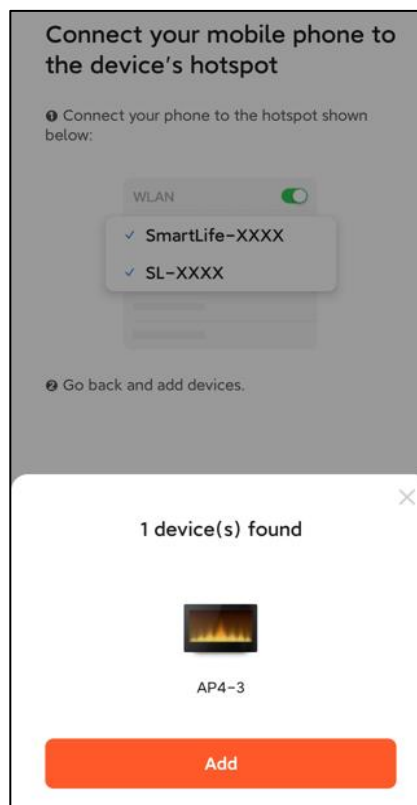 Connect your mobile phone to
the device's hotspot
❶ Connect your phone to the hotspot shown
below:
WLAN
✓ SmartLife-XXXX
✓ SL-XXXX
❷ Go back and add devices.
1 device(s) found
AP4-3
Add